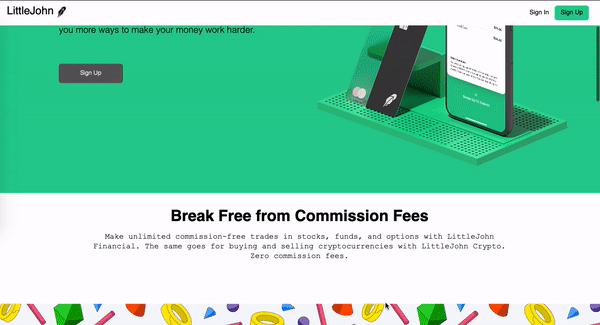 LittleJohn
Sign In
Sign Up
you more ways to make your money work harder.
Sign Up
Break Free from Commission Fees
Make unlimited commission-free trades in stocks, funds, and options with LittleJohn
Financial. The same goes for buying and selling cryptocurrencies with LittleJohn Crypto.
Zero commission fees.